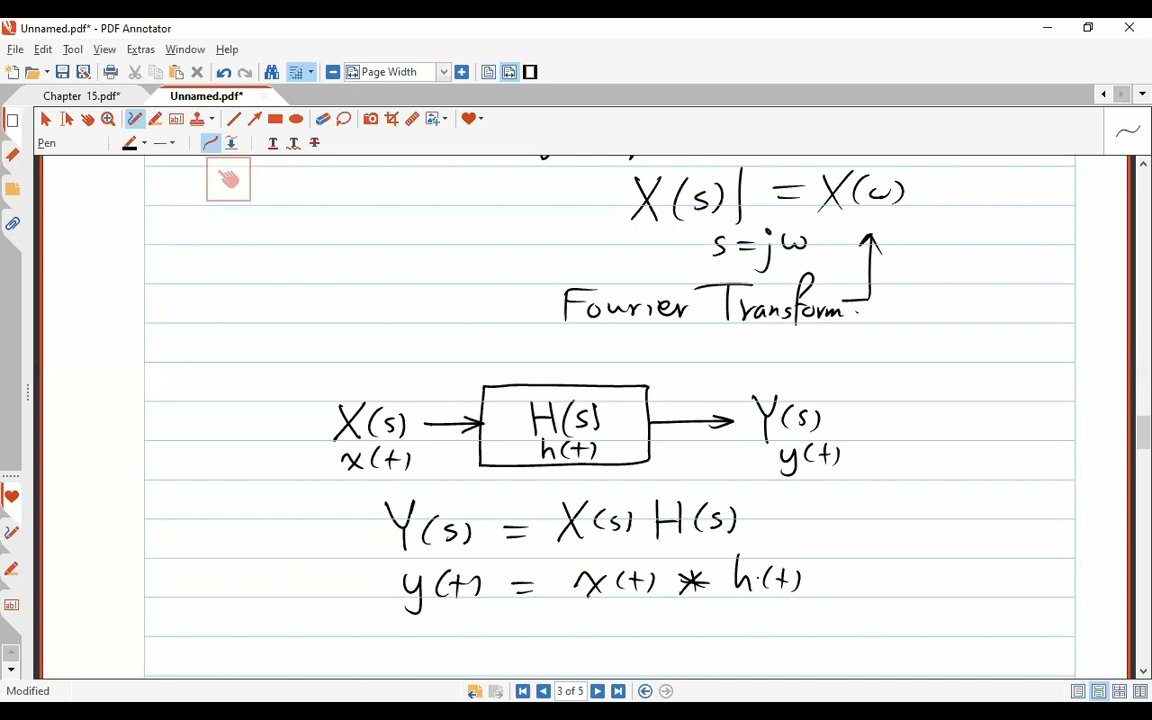 Unnamed.pdf* - PDF Annotator
File Edit Tool View Extras Window Help
Page Width
Chapter 15.pdf* Unnamed.pdf*
Pen
X(s)| = X(ω)
s=jω
Fourier Transform.
X(s) H(s) Y(s)
x(t) h(t) y(t)
Y(s) = X(s) H(s)
y(t) = x(t) * h(t)
Modified 3 of 5